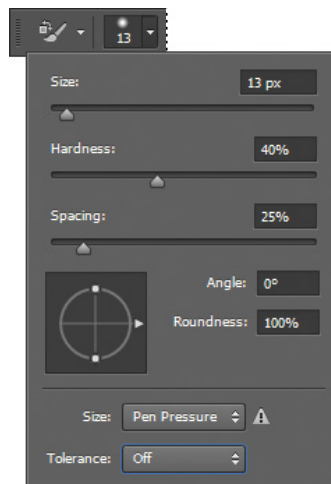 13
Size: 13 px
Hardness: 40%
Spacing: 25%
Angle: 0°
Roundness: 100%
Size: Pen Pressure
Tolerance: Off